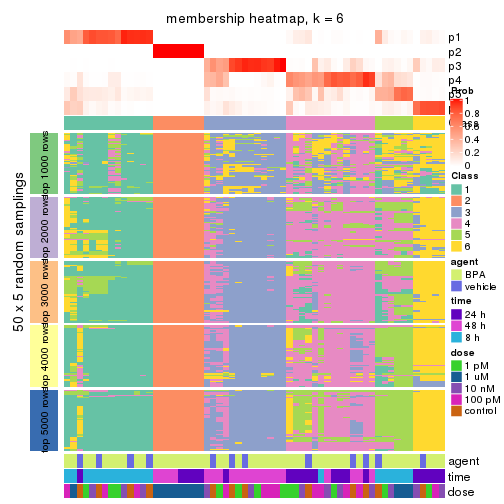 membership heatmap, k = 6
p1
p2
p3
p4
p5
Prob
1
0.8
0.6
0.4
0.2
0
Class
1
2
3
4
5
6
agent
BPA
vehicle
time
24 h
48 h
8 h
dose
1 pM
1 uM
10 nM
100 pM
control
50 x 5 random samplings
top 1000 rows
top 2000 rows
top 3000 rows
top 4000 rows
top 5000 rows
agent
time
dose